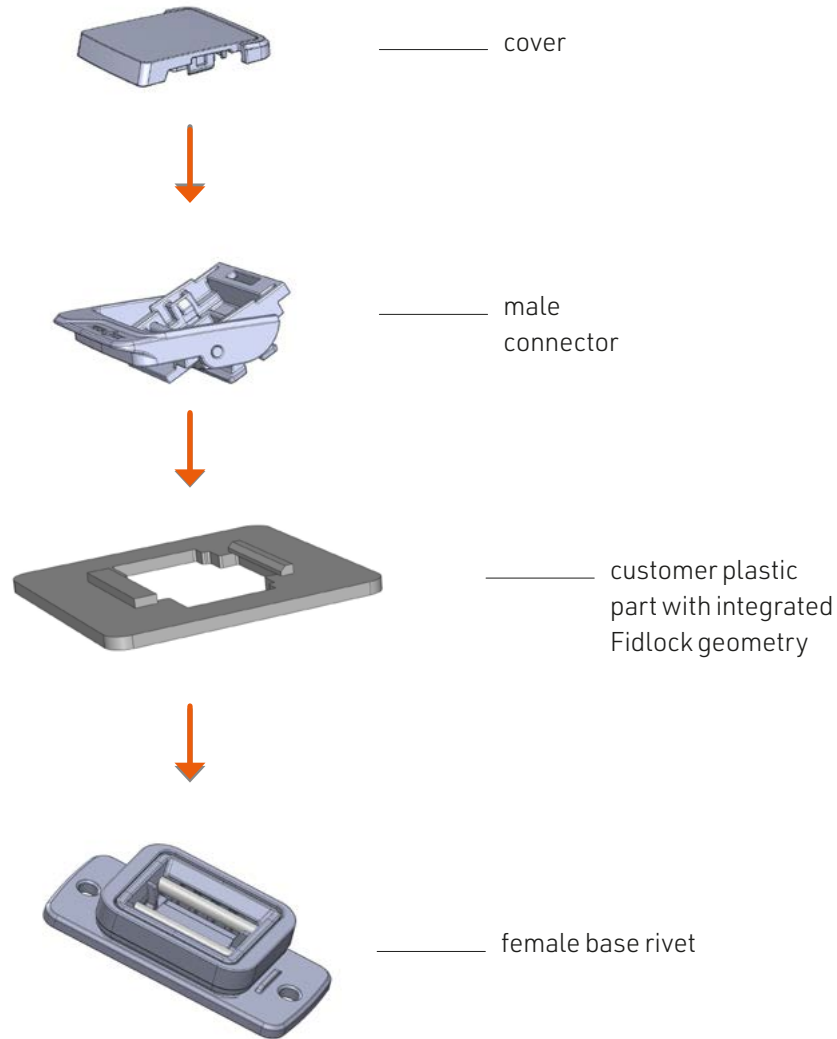 cover
male
connector
customer plastic
part with integrated
Fidlock geometry
female base rivet